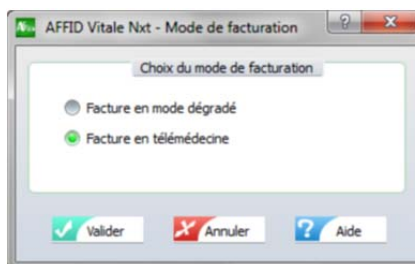 AFFID Vitale Nxt - Mode de facturation
Choix du mode de facturation
Facture en mode dégradé
Facture en télémédecine
Valider Annuler ? Aide